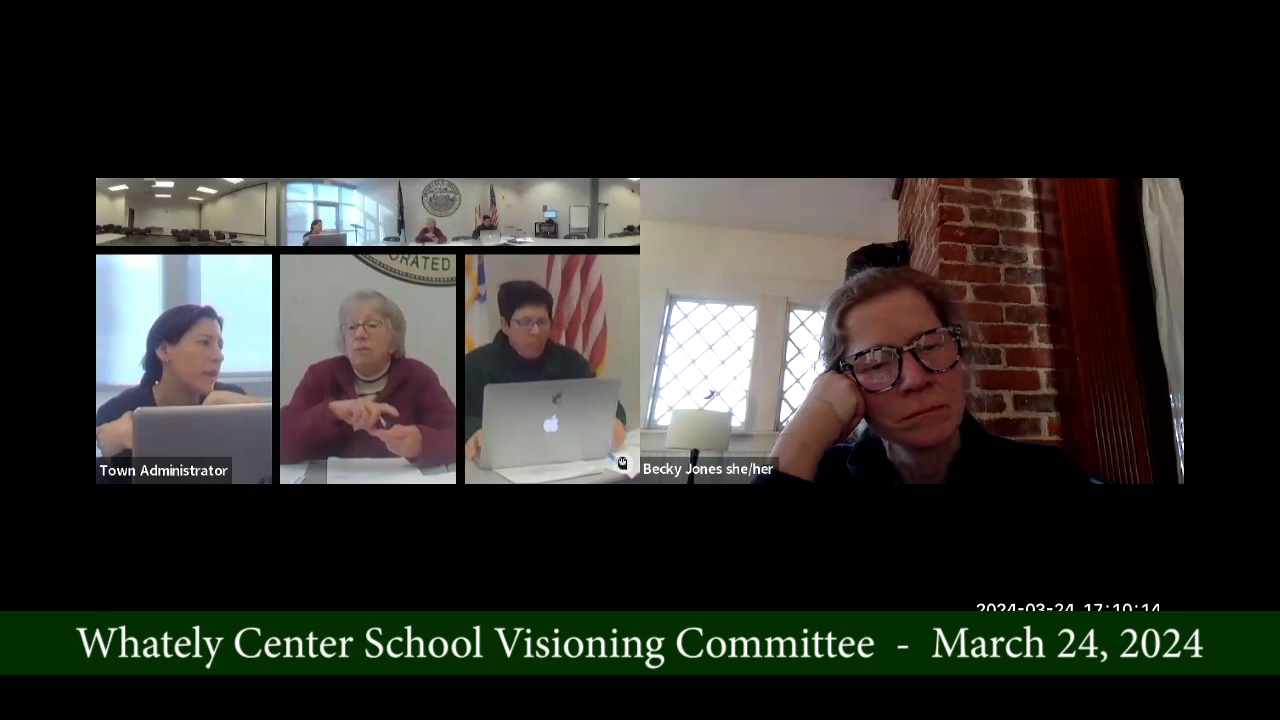 ORATED
Town Administrator
Becky Jones she/her
2024-03-24 17:10:14
Whately Center School Visioning Committee - March 24, 2024